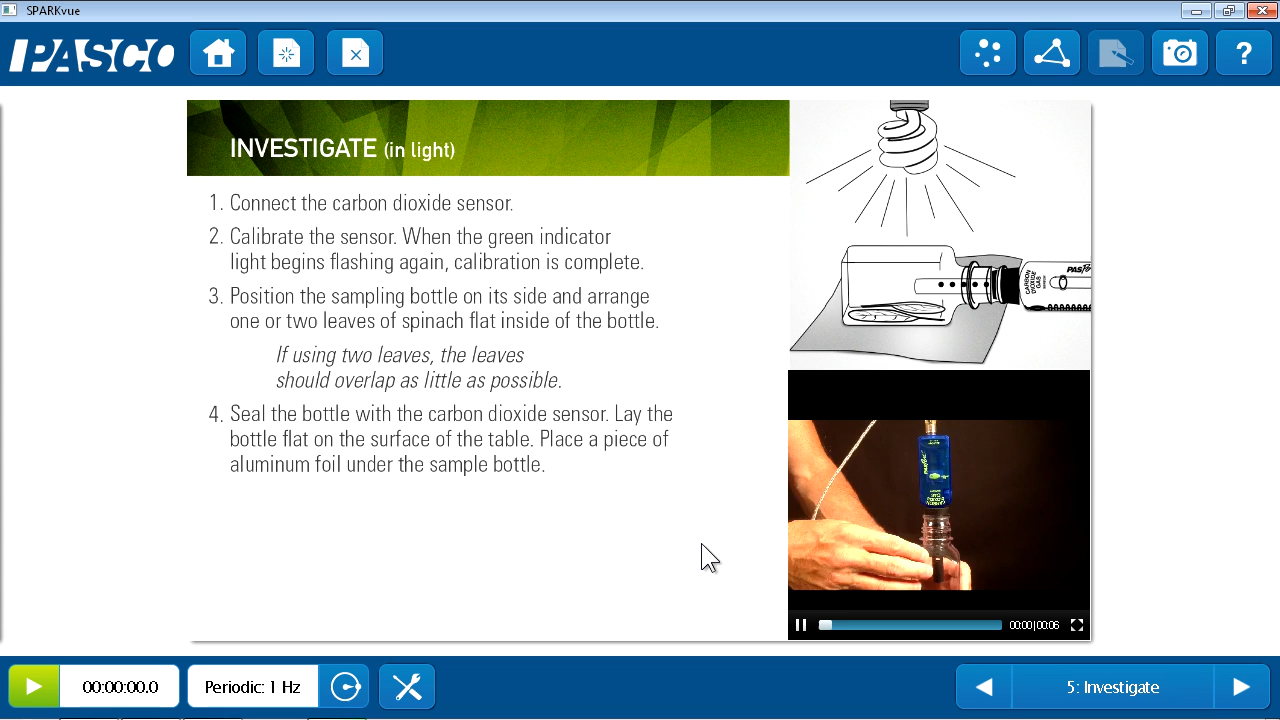 SPARKvue
PASCO
?
INVESTIGATE (in light)
1. Connect the carbon dioxide sensor.
2. Calibrate the sensor. When the green indicator
light begins flashing again, calibration is complete.
3. Position the sampling bottle on its side and arrange
one or two leaves of spinach flat inside of the bottle.
If using two leaves, the leaves
should overlap as little as possible.
4. Seal the bottle with the carbon dioxide sensor. Lay the
bottle flat on the surface of the table. Place a piece of
aluminum foil under the sample bottle.
CARBON
DIOXIDE
GAS
00:00|00:06
00:00:00.0
Periodic: 1 Hz
5: Investigate